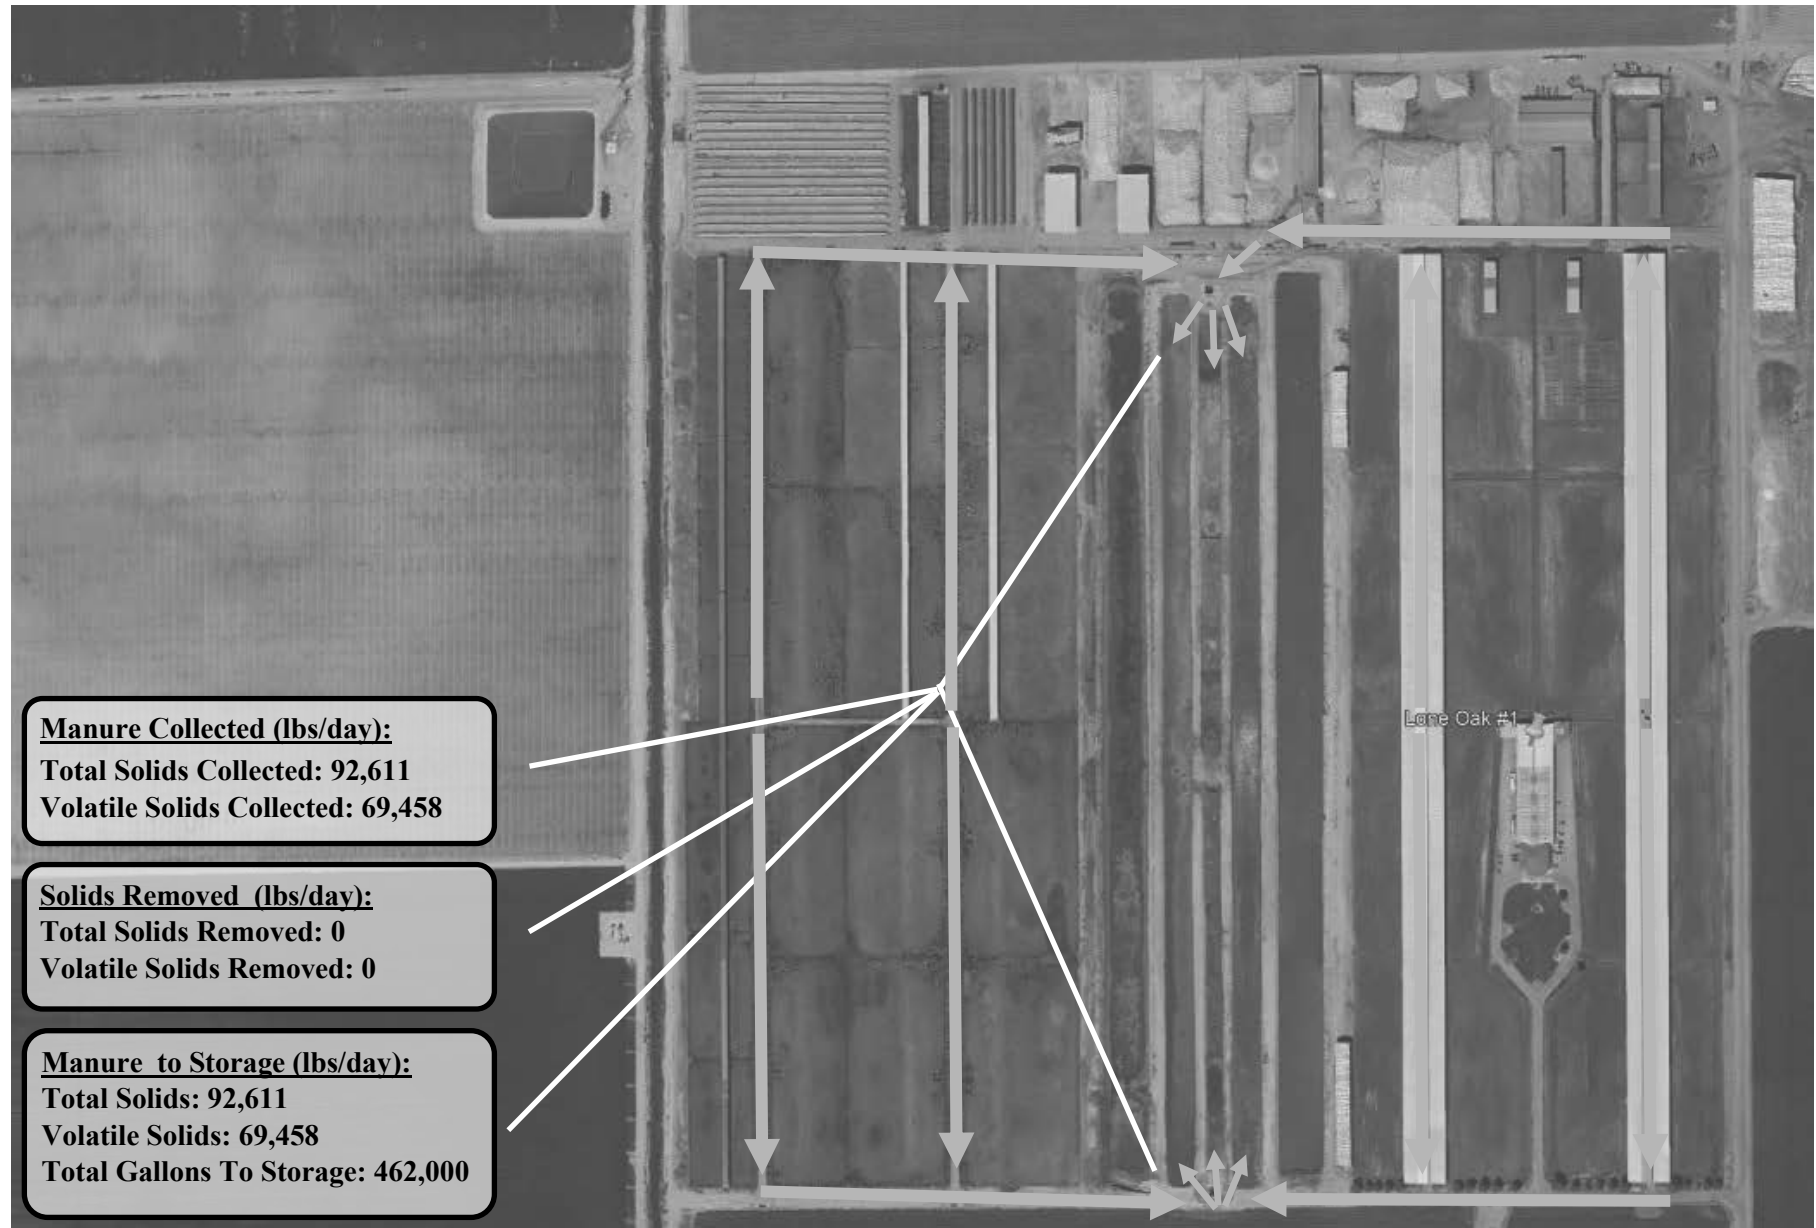 Lone Oak #1
Manure Collected (lbs/day):
Total Solids Collected: 92,611
Volatile Solids Collected: 69,458
Solids Removed  (lbs/day):
Total Solids Removed: 0
Volatile Solids Removed: 0
Manure  to Storage (lbs/day):
Total Solids: 92,611
Volatile Solids: 69,458
Total Gallons To Storage: 462,000